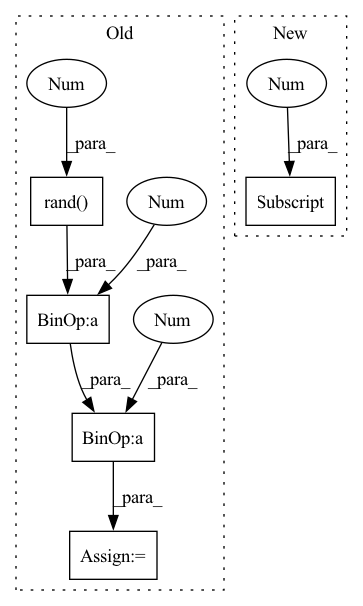 Old
New
Num
Num
_para_
_para_
rand()
Num
Subscript
_para_
_para_
BinOp:a
Num
_para_
_para_
BinOp:a
_para_
Assign:=